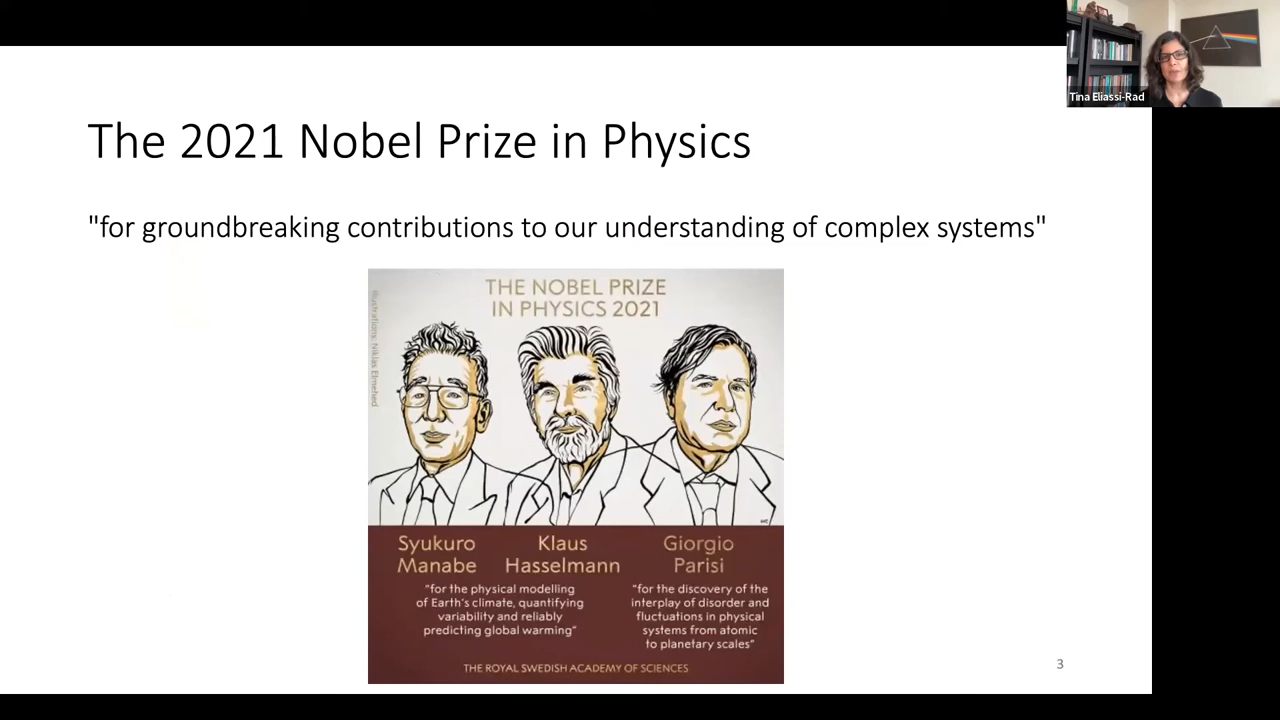 Tina Eliassi-Rad
The 2021 Nobel Prize in Physics
"for groundbreaking contributions to our understanding of complex systems"
THE NOBEL PRIZE
IN PHYSICS 2021
Illustrations: Niklas Elmehed
Syukuro
Manabe
"for the physical modelling
of Earth's climate, quantifying
variability and reliably
predicting global warming"
Klaus
Hasselmann
Giorgio
Parisi
"for the discovery of the
interplay of disorder and
fluctuations in physical
systems from atomic
to planetary scales"
THE ROYAL SWEDISH ACADEMY OF SCIENCES
3